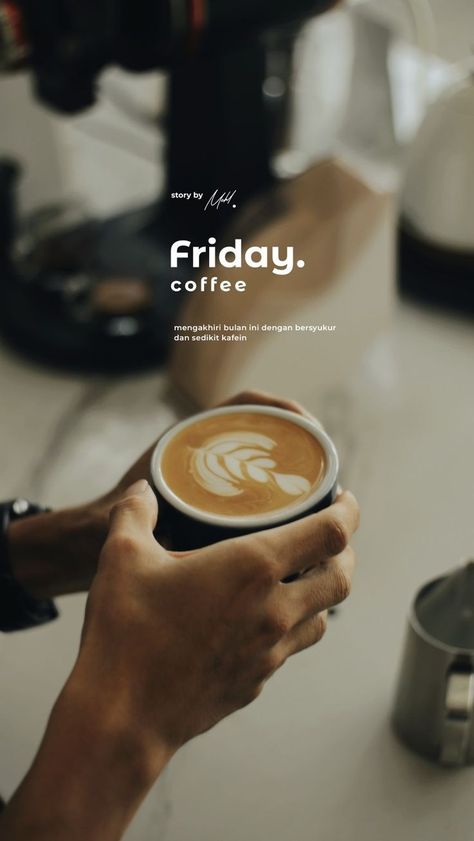 story by
Friday.
coffee
mengakhiri bulan ini dengan bersyukur
dan sedikit kafein